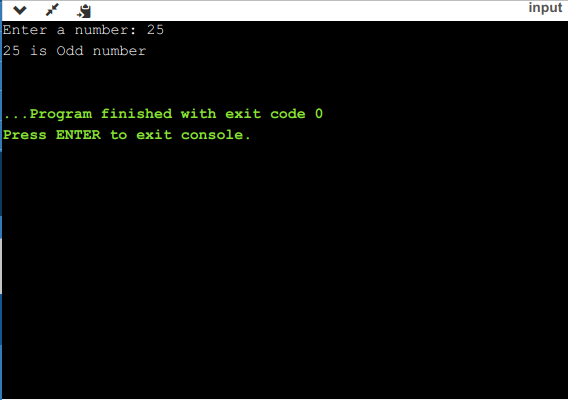 input
Enter a number: 25
25 is Odd number
...Program finished with exit code 0
Press ENTER to exit console.